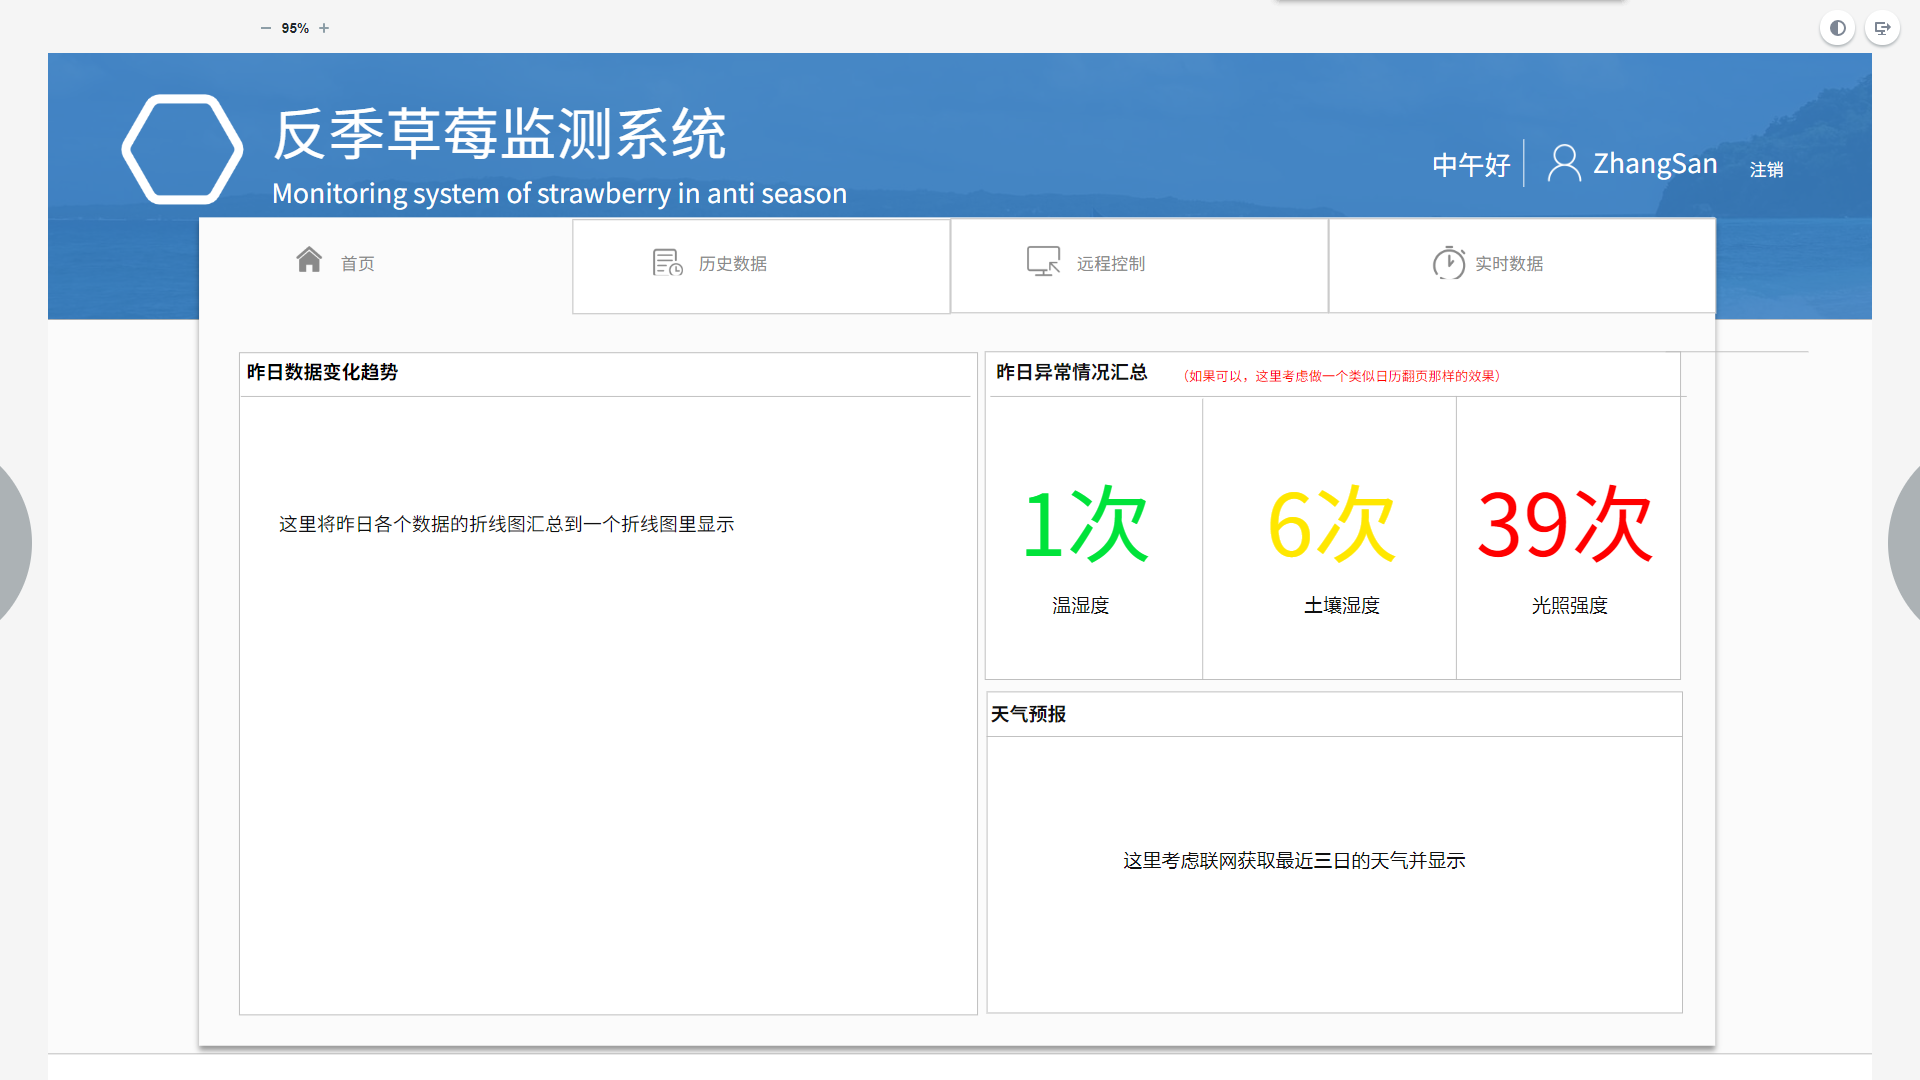 95%
反季草莓监测系统
Monitoring system of strawberry in anti season
中午好
ZhangSan
注销
首页
历史数据
远程控制
实时数据
昨日数据变化趋势
这里将昨日各个数据的折线图汇总到一个折线图里显示
昨日异常情况汇总
（如果可以，这里考虑做一个类似日历翻页那样的效果）
1次
6次
39次
温湿度
土壤湿度
光照强度
天气预报
这里考虑联网获取最近三日的天气并显示